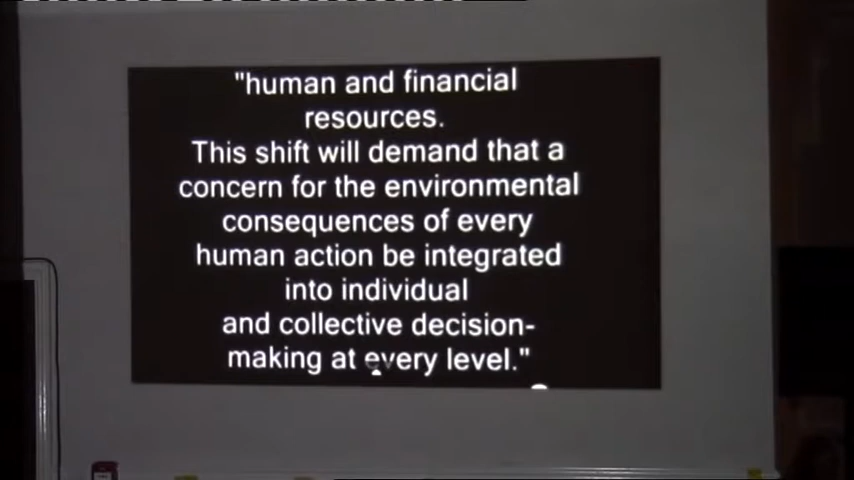 "human and financial
resources.
This shift will demand that a
concern for the environmental
consequences of every
human action be integrated
into individual
and collective decision-
making at every level."